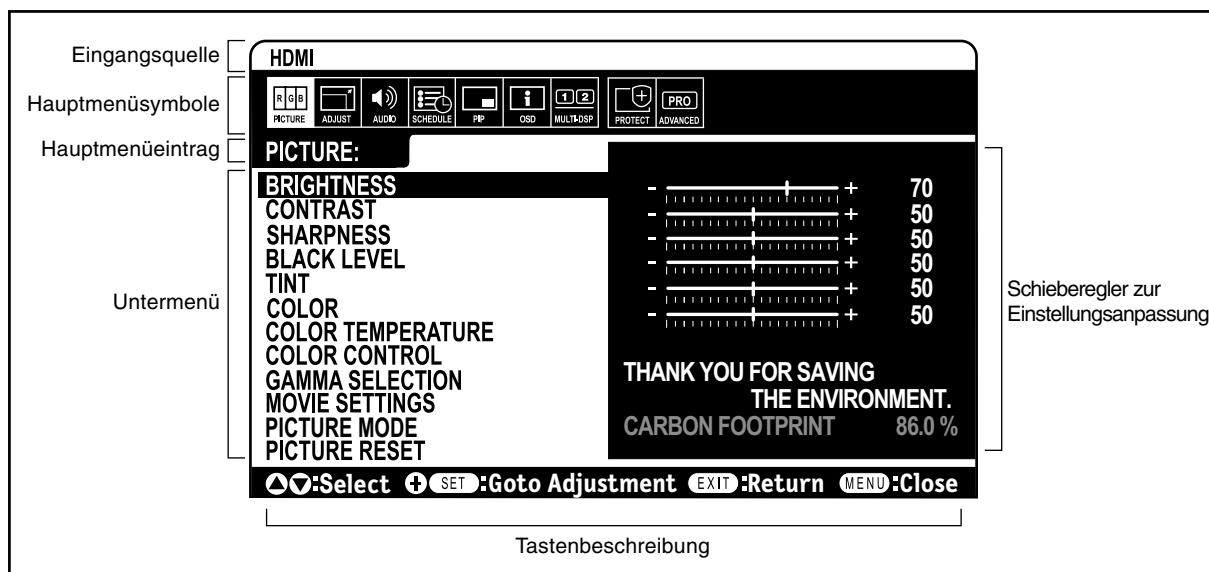 Eingangsquelle
HDMI
Hauptmenüsymbole
R G B
PICTURE
ADJUST
AUDIO
SCHEDULE
PIP
i
OSD
1 2
MULTI-DSP
PROTECT
PRO
ADVANCED
Hauptmenüeintrag
PICTURE:
Untermenü
BRIGHTNESS - + 70
CONTRAST - + 50
SHARPNESS - + 50
BLACK LEVEL - + 50
TINT - + 50
COLOR - + 50
COLOR TEMPERATURE
COLOR CONTROL
GAMMA SELECTION
MOVIE SETTINGS
PICTURE MODE
PICTURE RESET
THANK YOU FOR SAVING
THE ENVIRONMENT.
CARBON FOOTPRINT 86.0 %
Schieberegler zur
Einstellungsanpassung
:Select + SET :Goto Adjustment EXIT :Return MENU :Close
Tastenbeschreibung